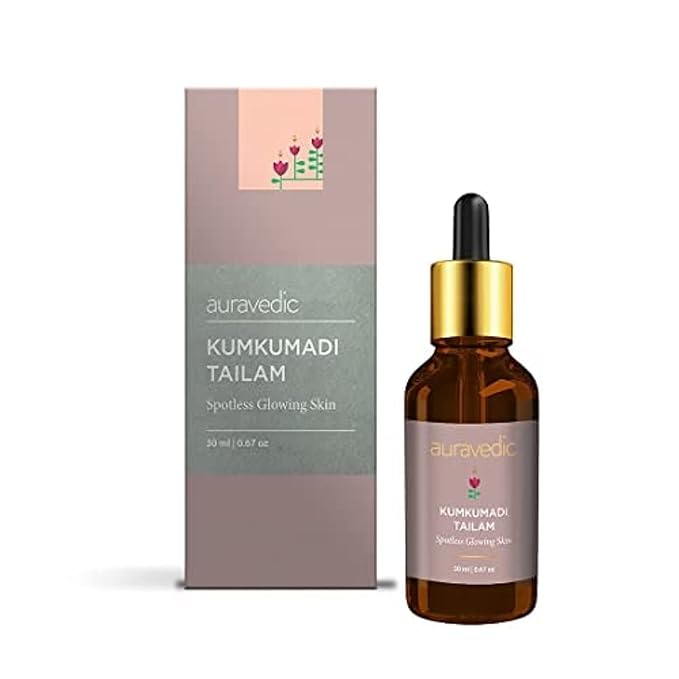 auravedic
KUMKUMADI
TAILAM
Spotless Glowing Skin
30 ml | 0.67 oz
auravedic
KUMKUMADI
TAILAM
Spotless Glowing Skin
30 ml | 0.67 oz